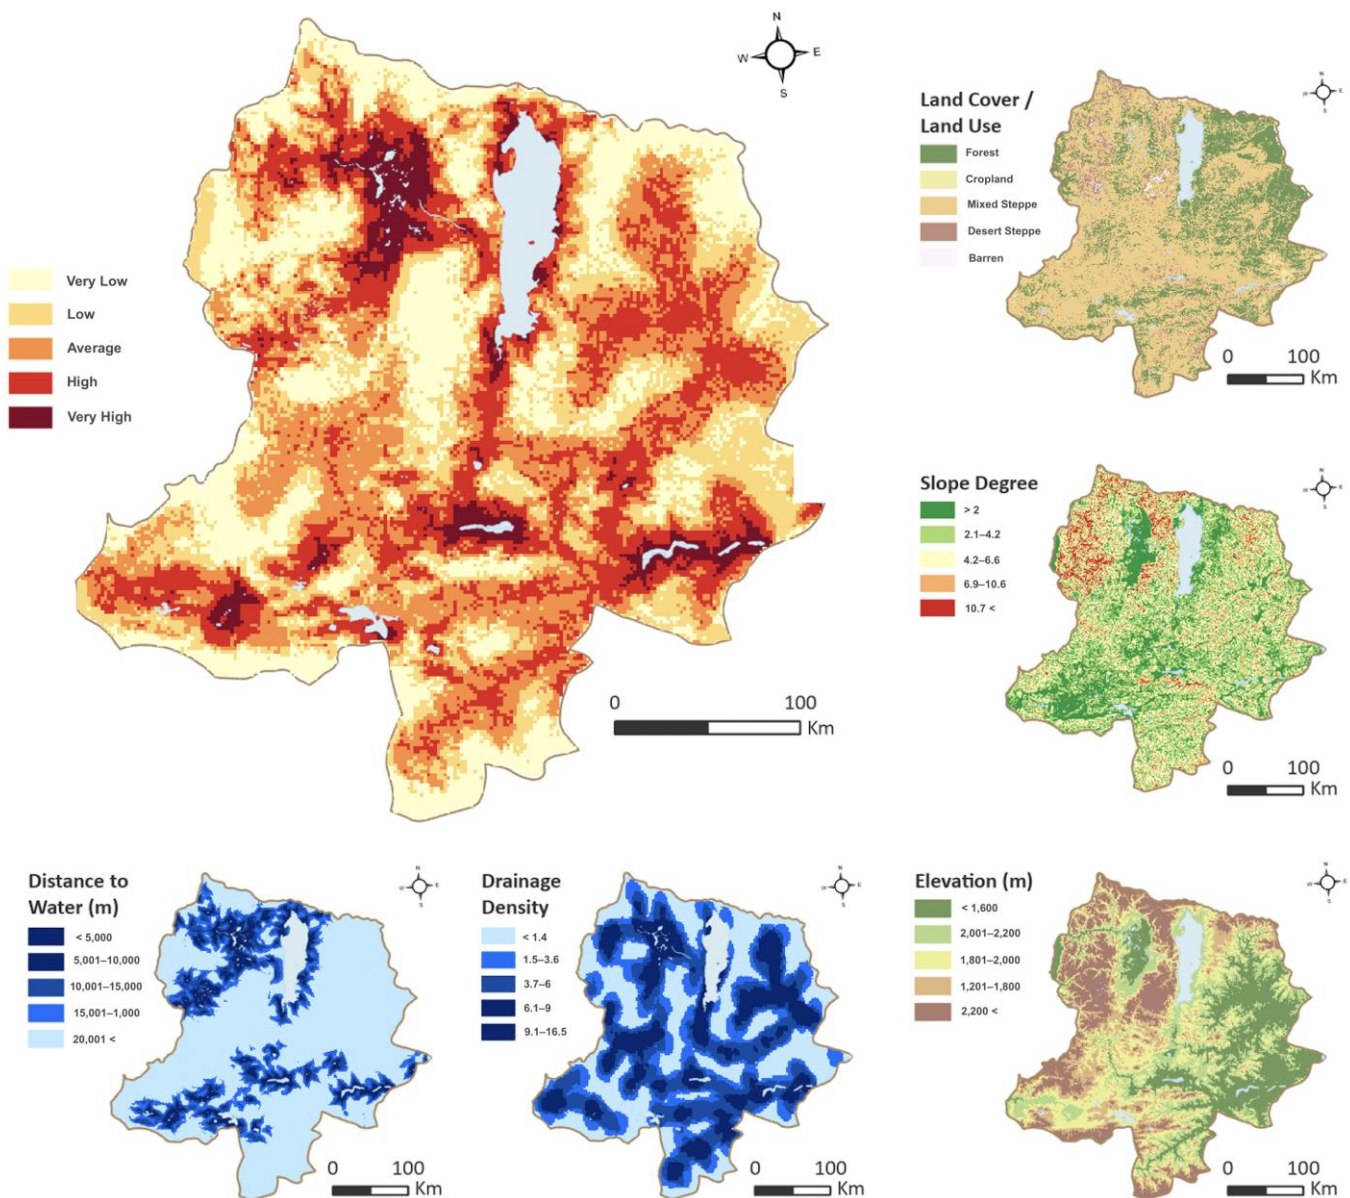 N
W
E
S
Very Low
Low
Average
High
Very High
0 100
Km
Land Cover /
Land Use
Forest
Cropland
Mixed Steppe
Desert Steppe
Barren
N
W
E
S
0 100
Km
Slope Degree
> 2
2.1–4.2
4.2–6.6
6.9–10.6
10.7 <
N
W
E
S
0 100
Km
Distance to
Water (m)
< 5,000
5,001–10,000
10,001–15,000
15,001–1,000
20,001 <
N
W
E
S
0 100
Km
Drainage
Density
< 1.4
1.5–3.6
3.7–6
6.1–9
9.1–16.5
N
W
E
S
0 100
Km
Elevation (m)
< 1,600
2,001–2,200
1,801–2,000
1,201–1,800
2,200 <
N
W
E
S
0 100
Km